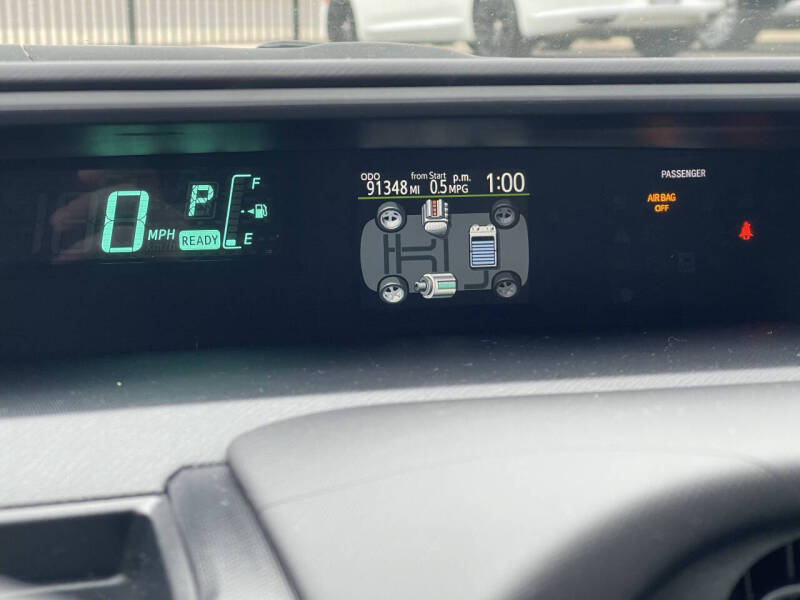 0 MPH
P
READY
F
E
ODO from Start p.m.
91348 MI 0.5 MPG 1:00
PASSENGER
AIR BAG
OFF